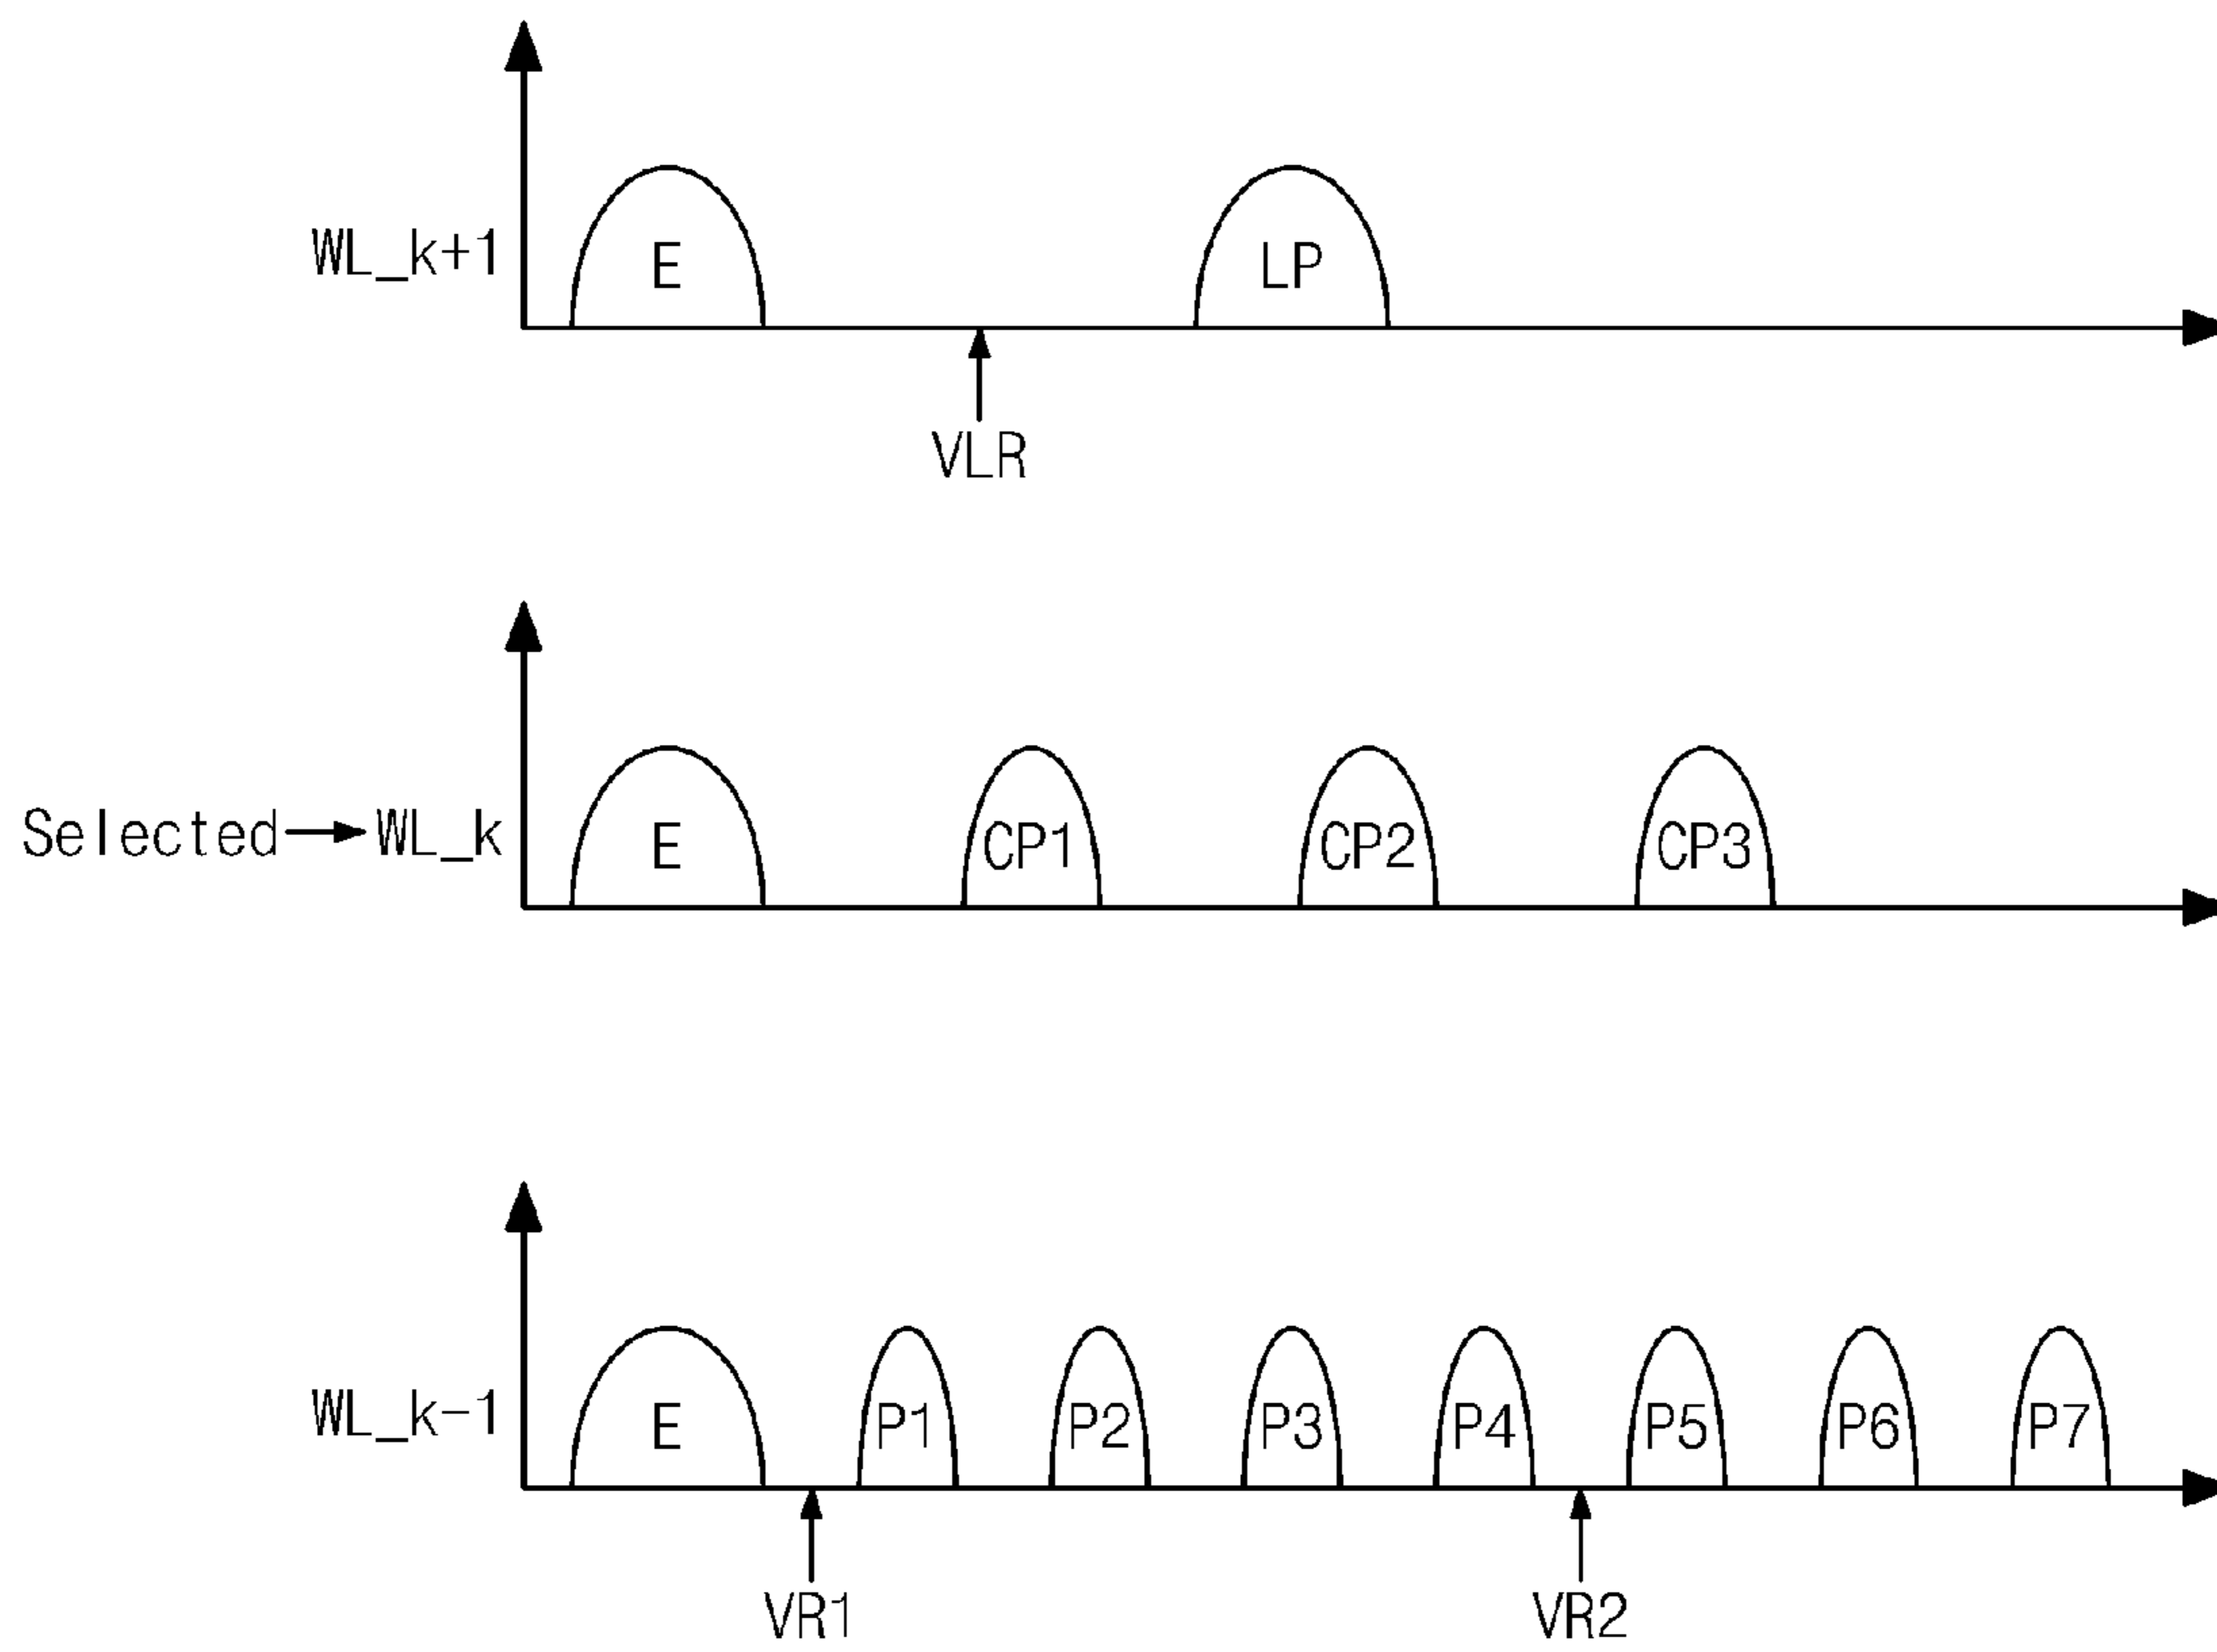 WL_k+1
E
LP
VLR
Selected
WL_k
E
CP1
CP2
CP3
WL_k-1
E
P1
P2
P3
P4
P5
P6
P7
VR1
VR2